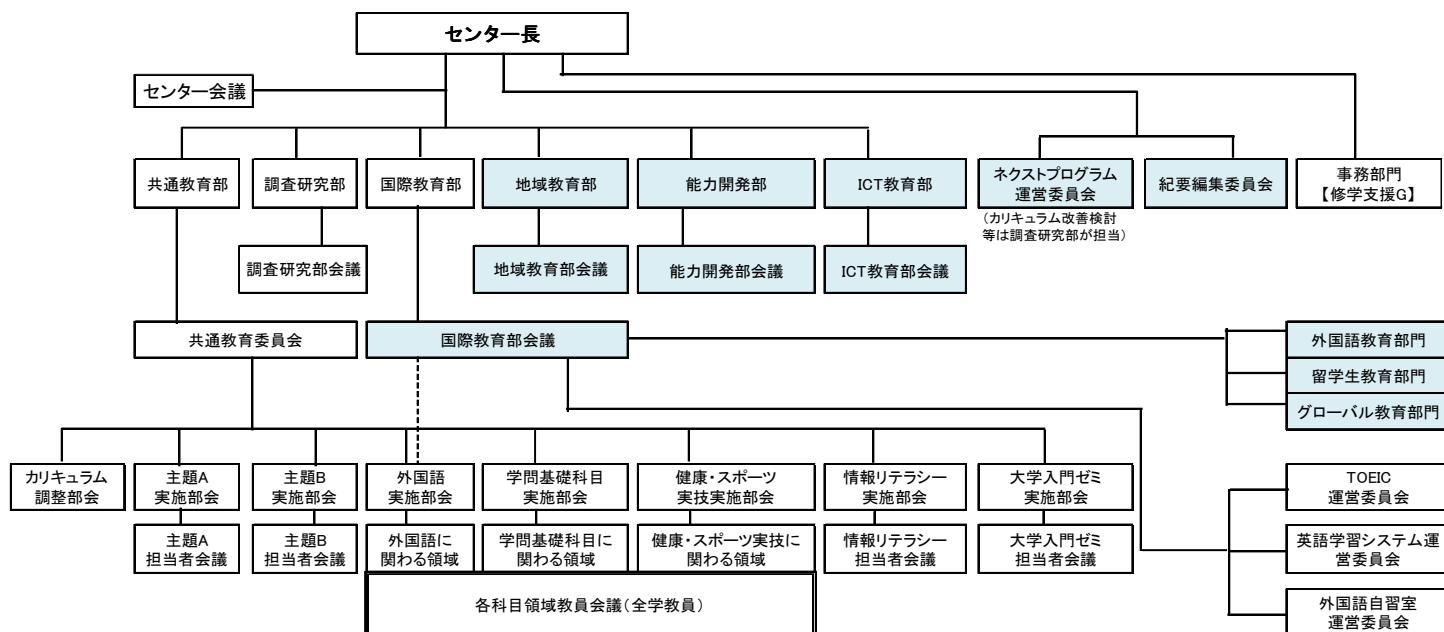 センター長
センター会議
共通教育部
調査研究部
国際教育部
地域教育部
能力開発部
ICT教育部
ネクストプログラム
運営委員会
紀要編集委員会
事務部門
【修学支援G】
(カリキュラム改善検討
等は調査研究部が担当)
調査研究部会議
地域教育部会議
能力開発部会議
ICT教育部会議
共通教育委員会
国際教育部会議
外国語教育部門
留学生教育部門
グローバル教育部門
カリキュラム
調整部会
主題A
実施部会
主題B
実施部会
外国語
実施部会
学問基礎科目
実施部会
健康・スポーツ
実技実施部会
情報リテラシー
実施部会
大学入門ゼミ
実施部会
TOEIC
運営委員会
主題A
担当者会議
主題B
担当者会議
外国語に
関わる領域
学問基礎科目に
関わる領域
健康・スポーツ実技に
関わる領域
情報リテラシー
担当者会議
大学入門ゼミ
担当者会議
英語学習システム運
営委員会
各科目領域教員会議(全学教員)
外国語自習室
運営委員会